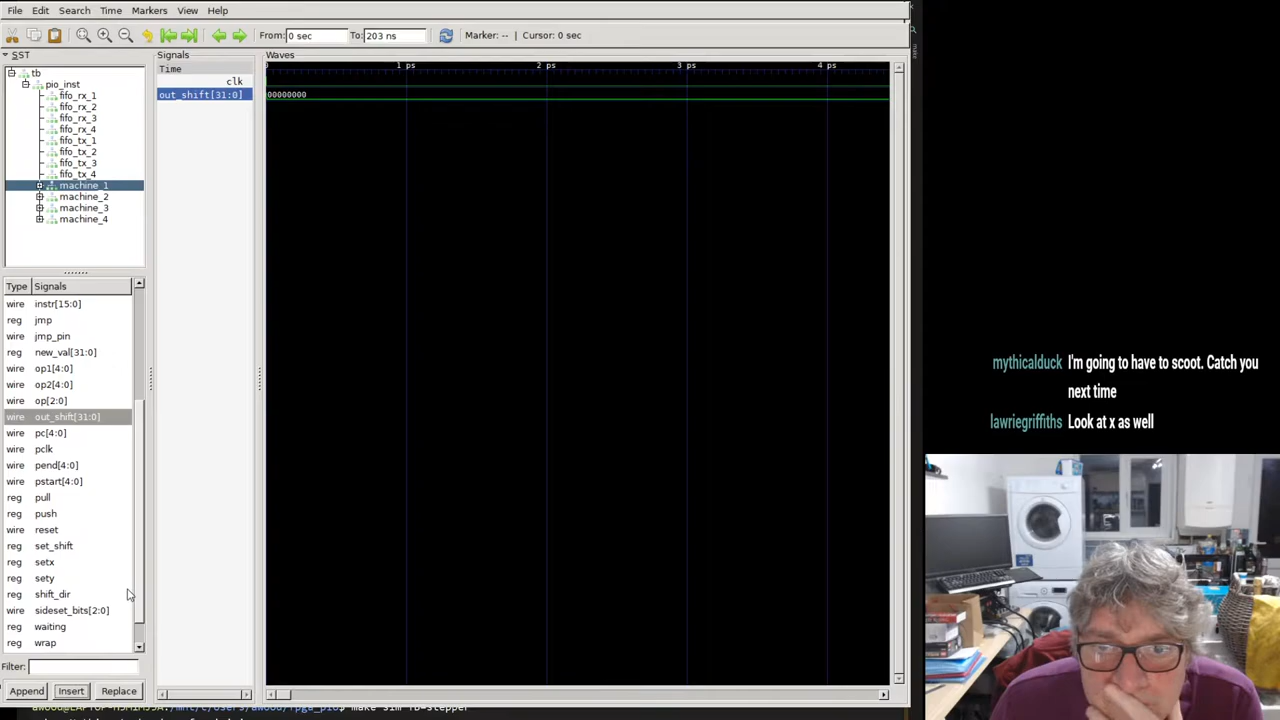 File Edit Search Time Markers View Help
From: 0 sec To: 203 ns Marker: -- | Cursor: 0 sec
SST
tb
pio_inst
fifo_rx_1
fifo_rx_2
fifo_rx_3
fifo_rx_4
fifo_tx_1
fifo_tx_2
fifo_tx_3
fifo_tx_4
machine_1
machine_2
machine_3
machine_4
Type Signals
wire instr[15:0]
reg jmp
wire jmp_pin
reg new_val[31:0]
wire op1[4:0]
wire op2[4:0]
wire op[2:0]
wire out_shift[31:0]
wire pc[4:0]
wire pclk
wire pend[4:0]
wire pstart[4:0]
reg pull
reg push
wire reset
reg set_shift
reg setx
reg sety
reg shift_dir
wire sideset_bits[2:0]
reg waiting
reg wrap
Filter:
Append Insert Replace
Signals
Time
clk
out_shift[31:0]
Waves
0 1 ps 2 ps 3 ps 4 ps
00000000
mythicalduck I'm going to have to scoot. Catch you
next time
lawriegriffiths Look at x as well